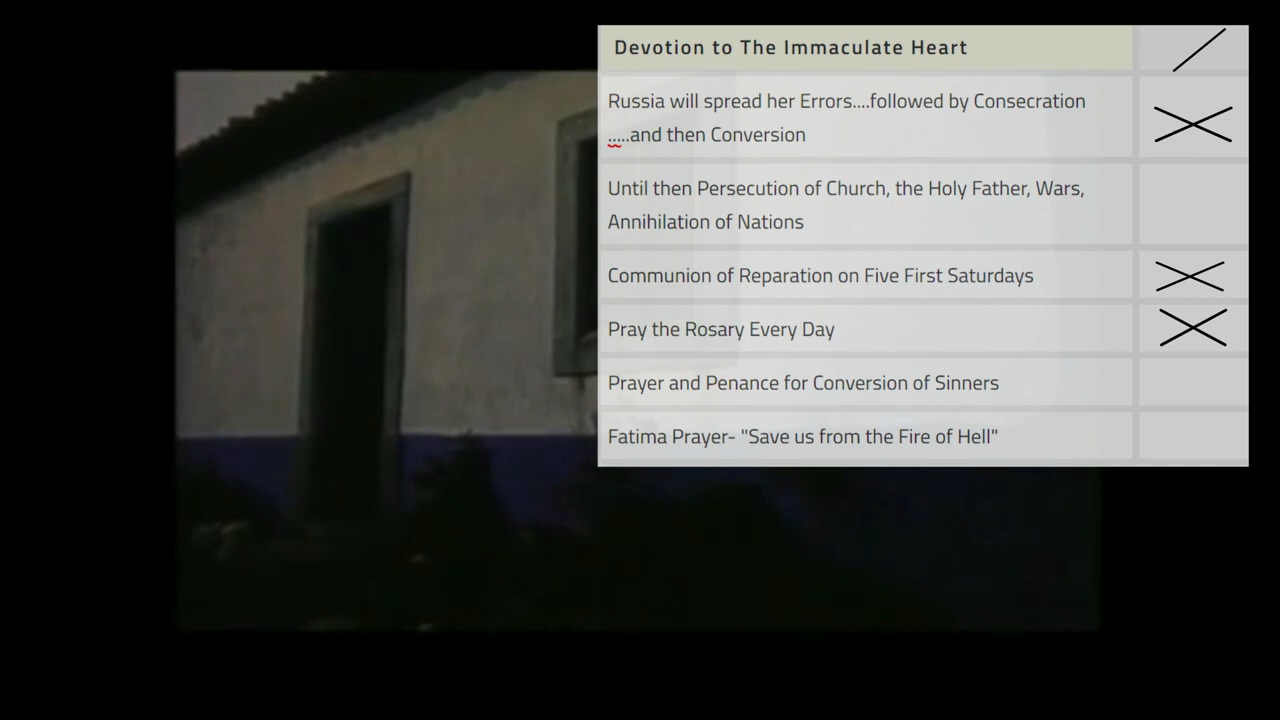 Devotion to The Immaculate Heart
Russia will spread her Errors....followed by Consecration
.....and then Conversion
Until then Persecution of Church, the Holy Father, Wars,
Annihilation of Nations
Communion of Reparation on Five First Saturdays
Pray the Rosary Every Day
Prayer and Penance for Conversion of Sinners
Fatima Prayer- "Save us from the Fire of Hell"